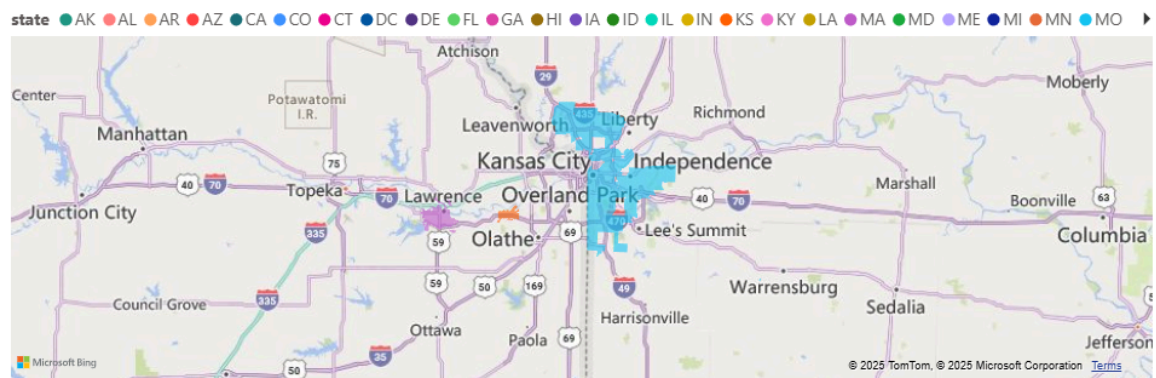 state AK AL AR AZ CA CO CT DC DE FL GA HI IA ID IL IN KS KY LA MA MD ME MI MN MO
Atchison
29
Moberly
Center
Potawatomi
I.R.
435
Leavenworth
Liberty
Richmond
Manhattan
75
Kansas City
Independence
40
70
Topeka
70
Lawrence
Overland Park
40
70
Marshall
63
Boonville
Junction City
335
59
Olathe
69
470
Lee's Summit
Columbia
335
59
50
169
49
Warrensburg
Sedalia
Council Grove
Ottawa
Paola
69
Harrisonville
Jefferson
35
50
Microsoft Bing
© 2025 TomTom, © 2025 Microsoft Corporation Terms